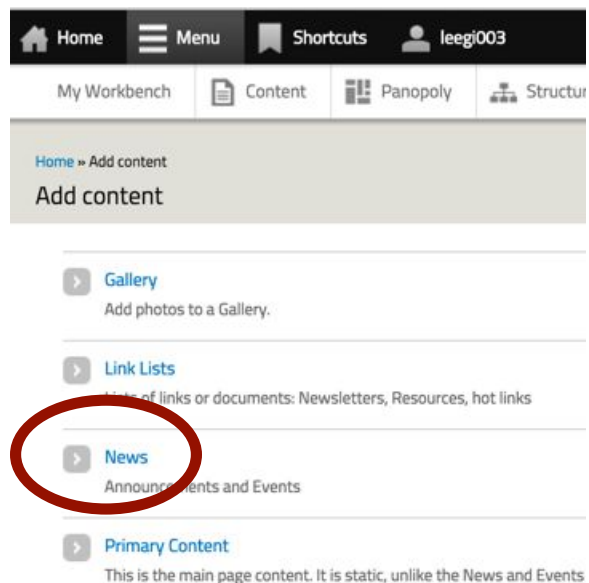 Home Menu Shortcuts leegi003
My Workbench Content Panopoly Structur
Home » Add content
Add content
Gallery
Add photos to a Gallery.
Link Lists
Lists of links or documents: Newsletters, Resources, hot links
News
Announcements and Events
Primary Content
This is the main page content. It is static, unlike the News and Events